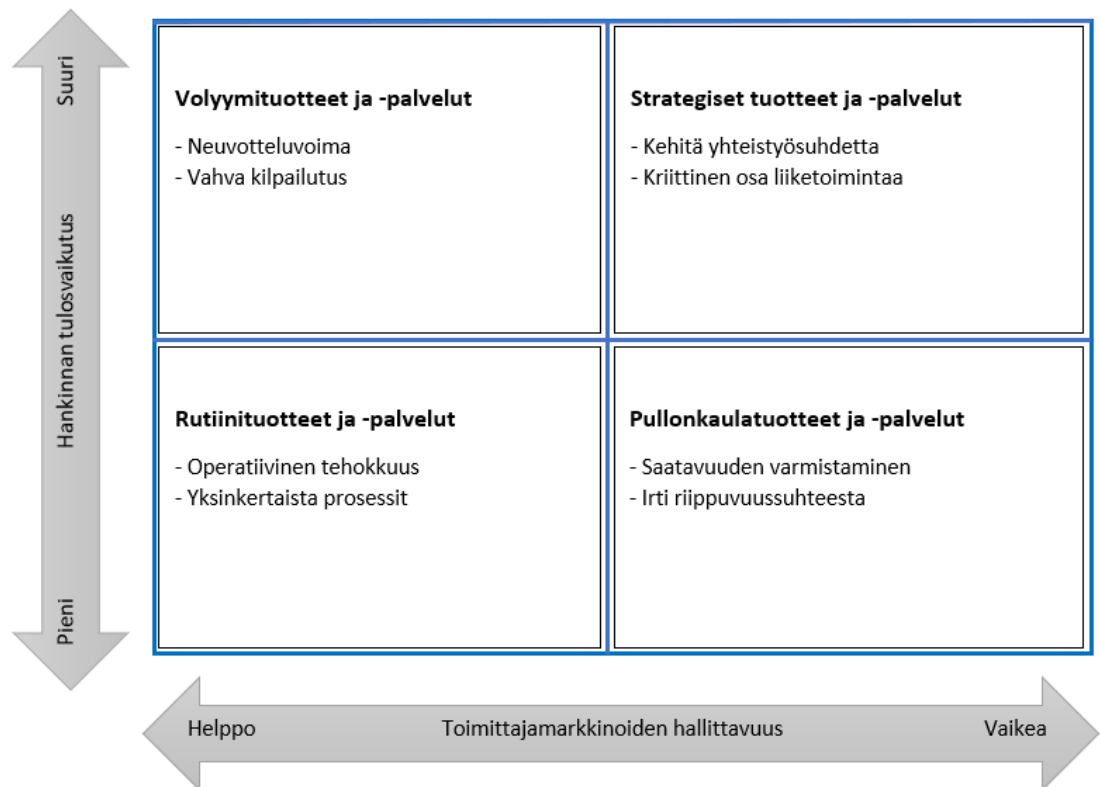 Suuri
Hankinnan tulosvaikutus
Pieni
Volyymituotteet ja -palvelut
- Neuvotteluvoima
- Vahva kilpailutus
Strategiset tuotteet ja -palvelut
- Kehitä yhteistyösuhdetta
- Kriittinen osa liiketoimintaa
Rutiinituotteet ja -palvelut
- Operatiivinen tehokkuus
- Yksinkertaista prosessit
Pullonkaulatuotteet ja -palvelut
- Saatavuuden varmistaminen
- Irti riippuvuussuhteesta
Helppo
Toimittajamarkkinoiden hallittavuus
Vaikea